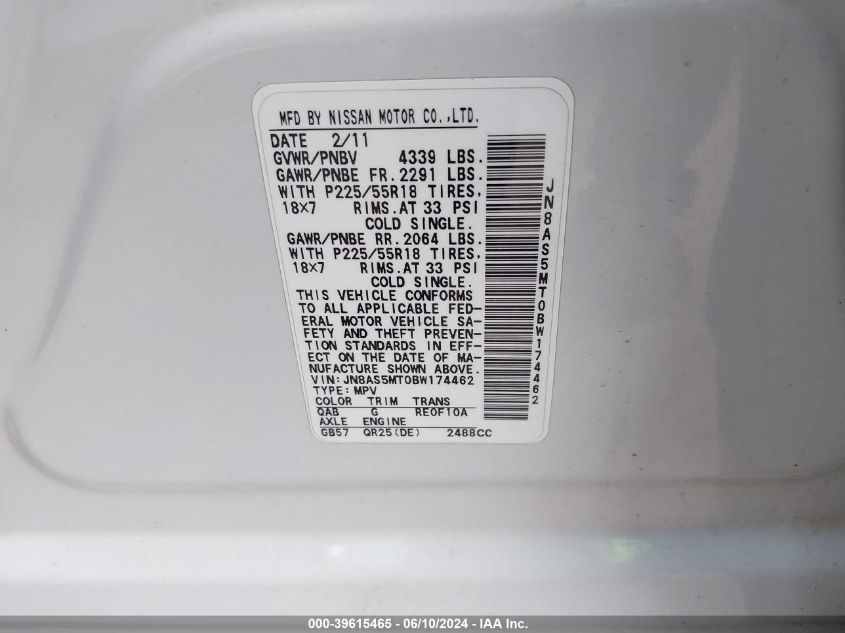 MFD BY NISSAN MOTOR CO.,LTD.
DATE 2/11
GVWR/PNBV 4339 LBS.
GAWR/PNBE FR.2291 LBS.
WITH P225/55R18 TIRES,
18×7 RIMS.AT 33 PSI
COLD SINGLE.
GAWR/PNBE RR.2064 LBS.
WITH P225/55R18 TIRES,
18×7 RIMS.AT 33 PSI
COLD SINGLE.
THIS VEHICLE CONFORMS
TO ALL APPLICABLE FED-
ERAL MOTOR VEHICLE SA-
FETY AND THEFT PREVEN-
TION STANDARDS IN EFF-
ECT ON THE DATE OF MA-
NUFACTURE SHOWN ABOVE.
VIN:JN8AS5MT0BW174462
TYPE:MPV
COLOR TRIM TRANS
QAB G RE0F10A
AXLE ENGINE
GB57 QR25(DE) 2488CC
JN8AS5MT0BW174462
000-39615465 - 06/10/2024 - IAA Inc.